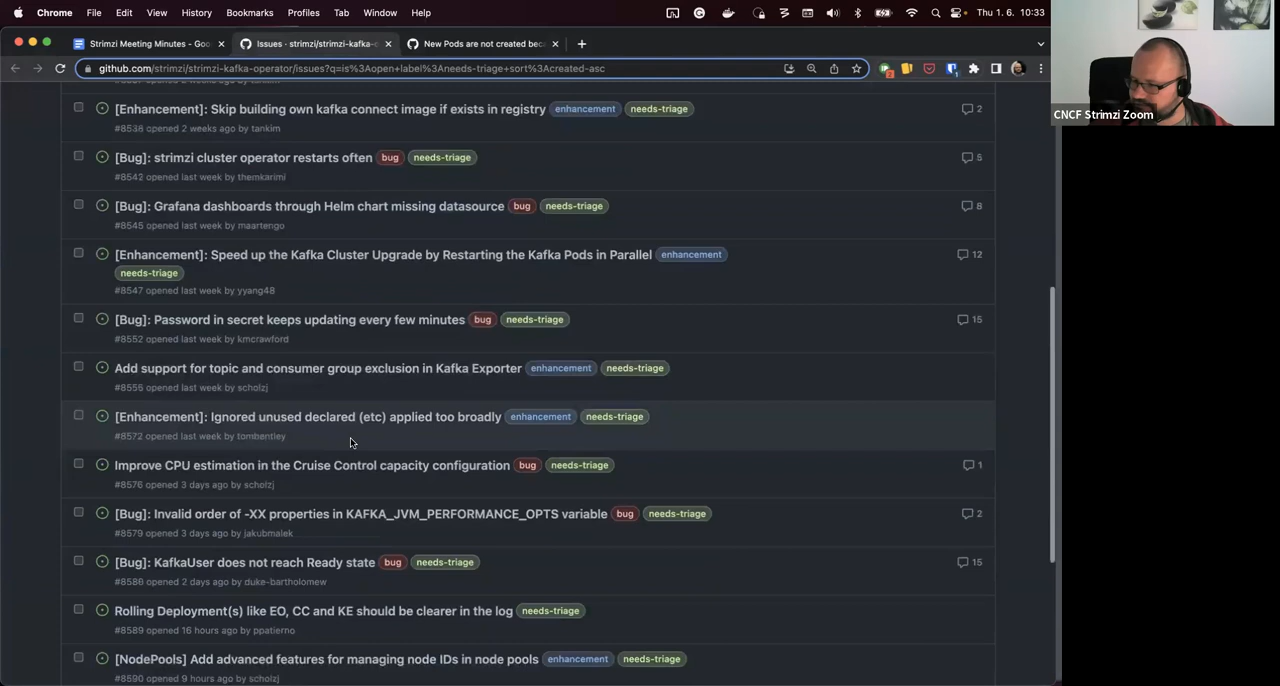 Chrome File Edit View History Bookmarks Profiles Tab Window Help Thu 1. 6. 10:33
Strimzi Meeting Minutes - Goo Issues · strimzi/strimzi-kafka- New Pods are not created bec
github.com/strimzi/strimzi-kafka-operator/issues?q=is%3Aopen+label%3Aneeds-triage+sort%3Acreated-asc
CNCF Strimzi Zoom
[Enhancement]: Skip building own kafka connect image if exists in registry enhancement needs-triage 2
#8538 opened 2 weeks ago by tankim
[Bug]: strimzi cluster operator restarts often bug needs-triage 5
#8542 opened last week by themkarimi
[Bug]: Grafana dashboards through Helm chart missing datasource bug needs-triage 8
#8545 opened last week by maartengo
[Enhancement]: Speed up the Kafka Cluster Upgrade by Restarting the Kafka Pods in Parallel enhancement 12
needs-triage
#8547 opened last week by yyang48
[Bug]: Password in secret keeps updating every few minutes bug needs-triage 15
#8552 opened last week by kmcrawford
Add support for topic and consumer group exclusion in Kafka Exporter enhancement needs-triage
#8556 opened last week by scholzj
[Enhancement]: Ignored unused declared (etc) applied too broadly enhancement needs-triage
#8572 opened last week by tombentley
Improve CPU estimation in the Cruise Control capacity configuration bug needs-triage 1
#8576 opened 3 days ago by scholzj
[Bug]: Invalid order of -XX properties in KAFKA_JVM_PERFORMANCE_OPTS variable bug needs-triage 2
#8579 opened 3 days ago by jakubmalek
[Bug]: KafkaUser does not reach Ready state bug needs-triage 15
#8586 opened 2 days ago by duke-bartholomew
Rolling Deployment(s) like EO, CC and KE should be clearer in the log needs-triage
#8589 opened 16 hours ago by ppatierno
[NodePools] Add advanced features for managing node IDs in node pools enhancement needs-triage
#8590 opened 9 hours ago by scholzj